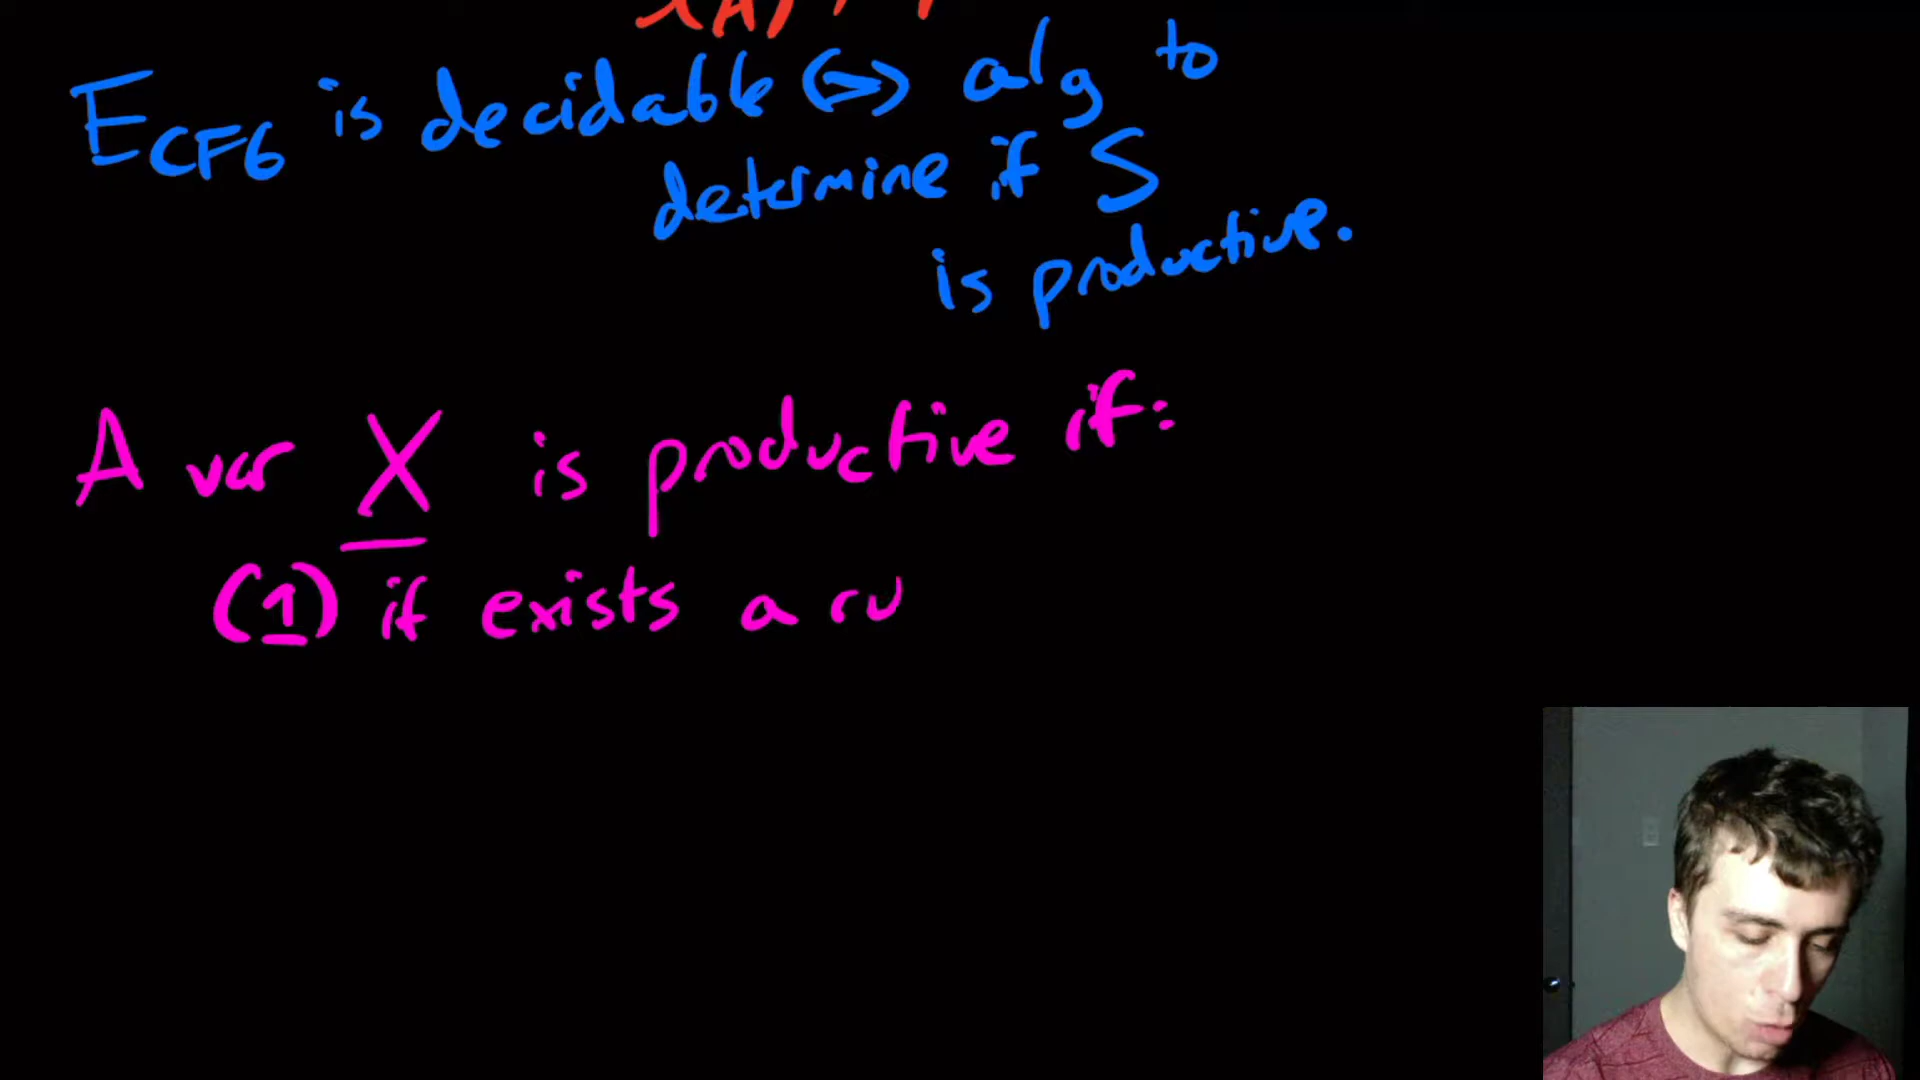 E_CFG is decidable ↔ alg to
determine if S
is productive.
A var X is productive if:
(1) if exists a ru